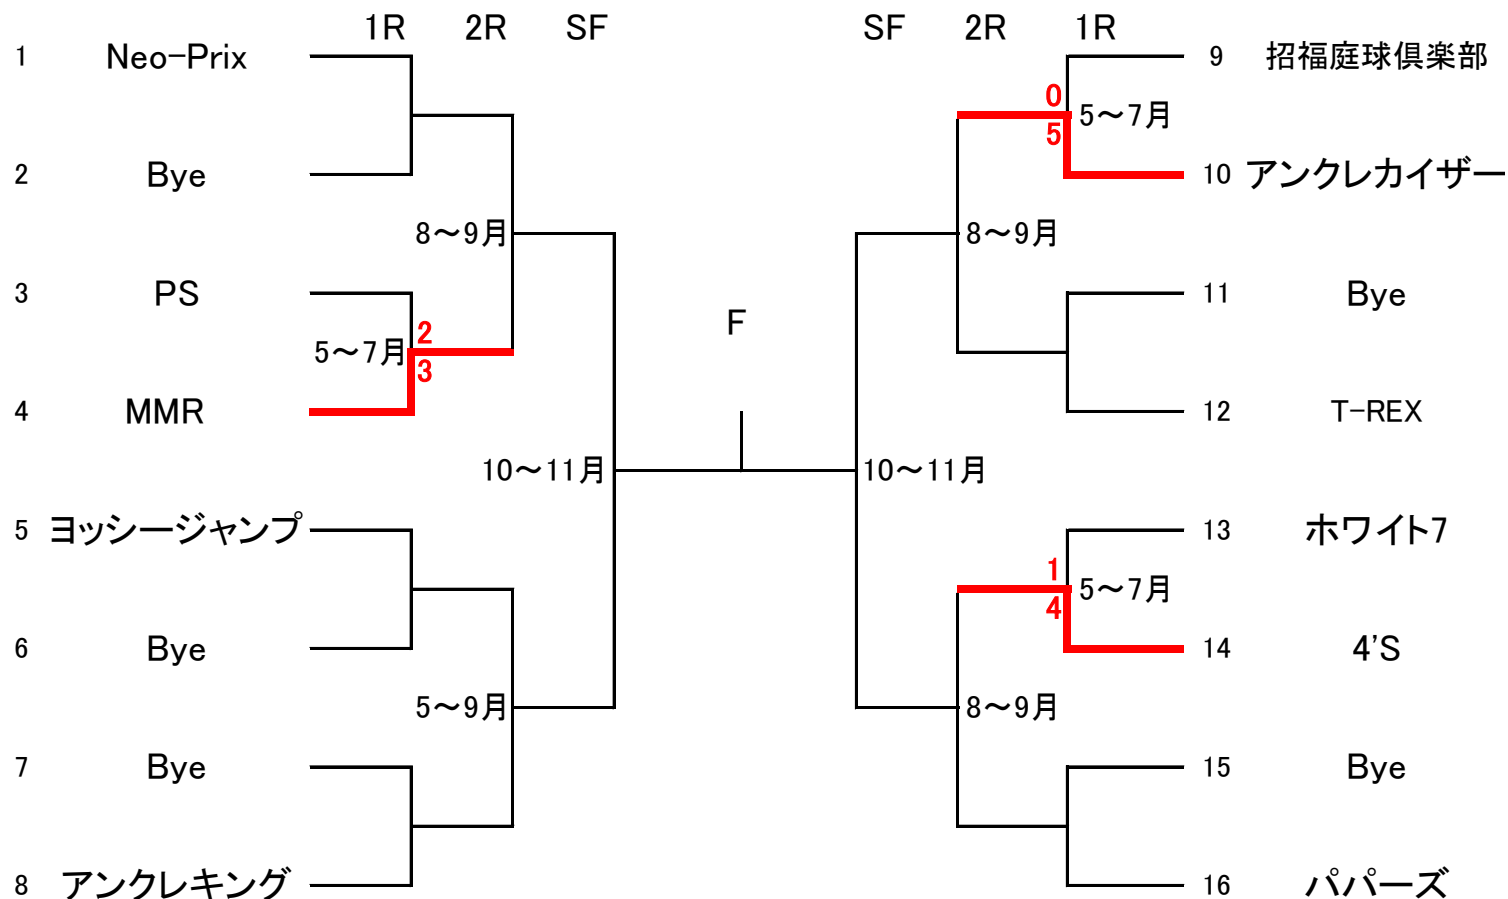 1R 2R SF SF 2R 1R
1 Neo-Prix 9 招福庭球倶楽部
0
5～7月
5
2 Bye 10 アンクレカイザー
8～9月 8～9月
3 PS 11 Bye
F
2
5～7月
3
4 MMR 12 T-REX
10～11月 10～11月
5 ヨッシージャンプ 13 ホワイト7
1
5～7月
4
6 Bye 14 4'S
5～9月 8～9月
7 Bye 15 Bye
8 アンクレキング 16 パパーズ